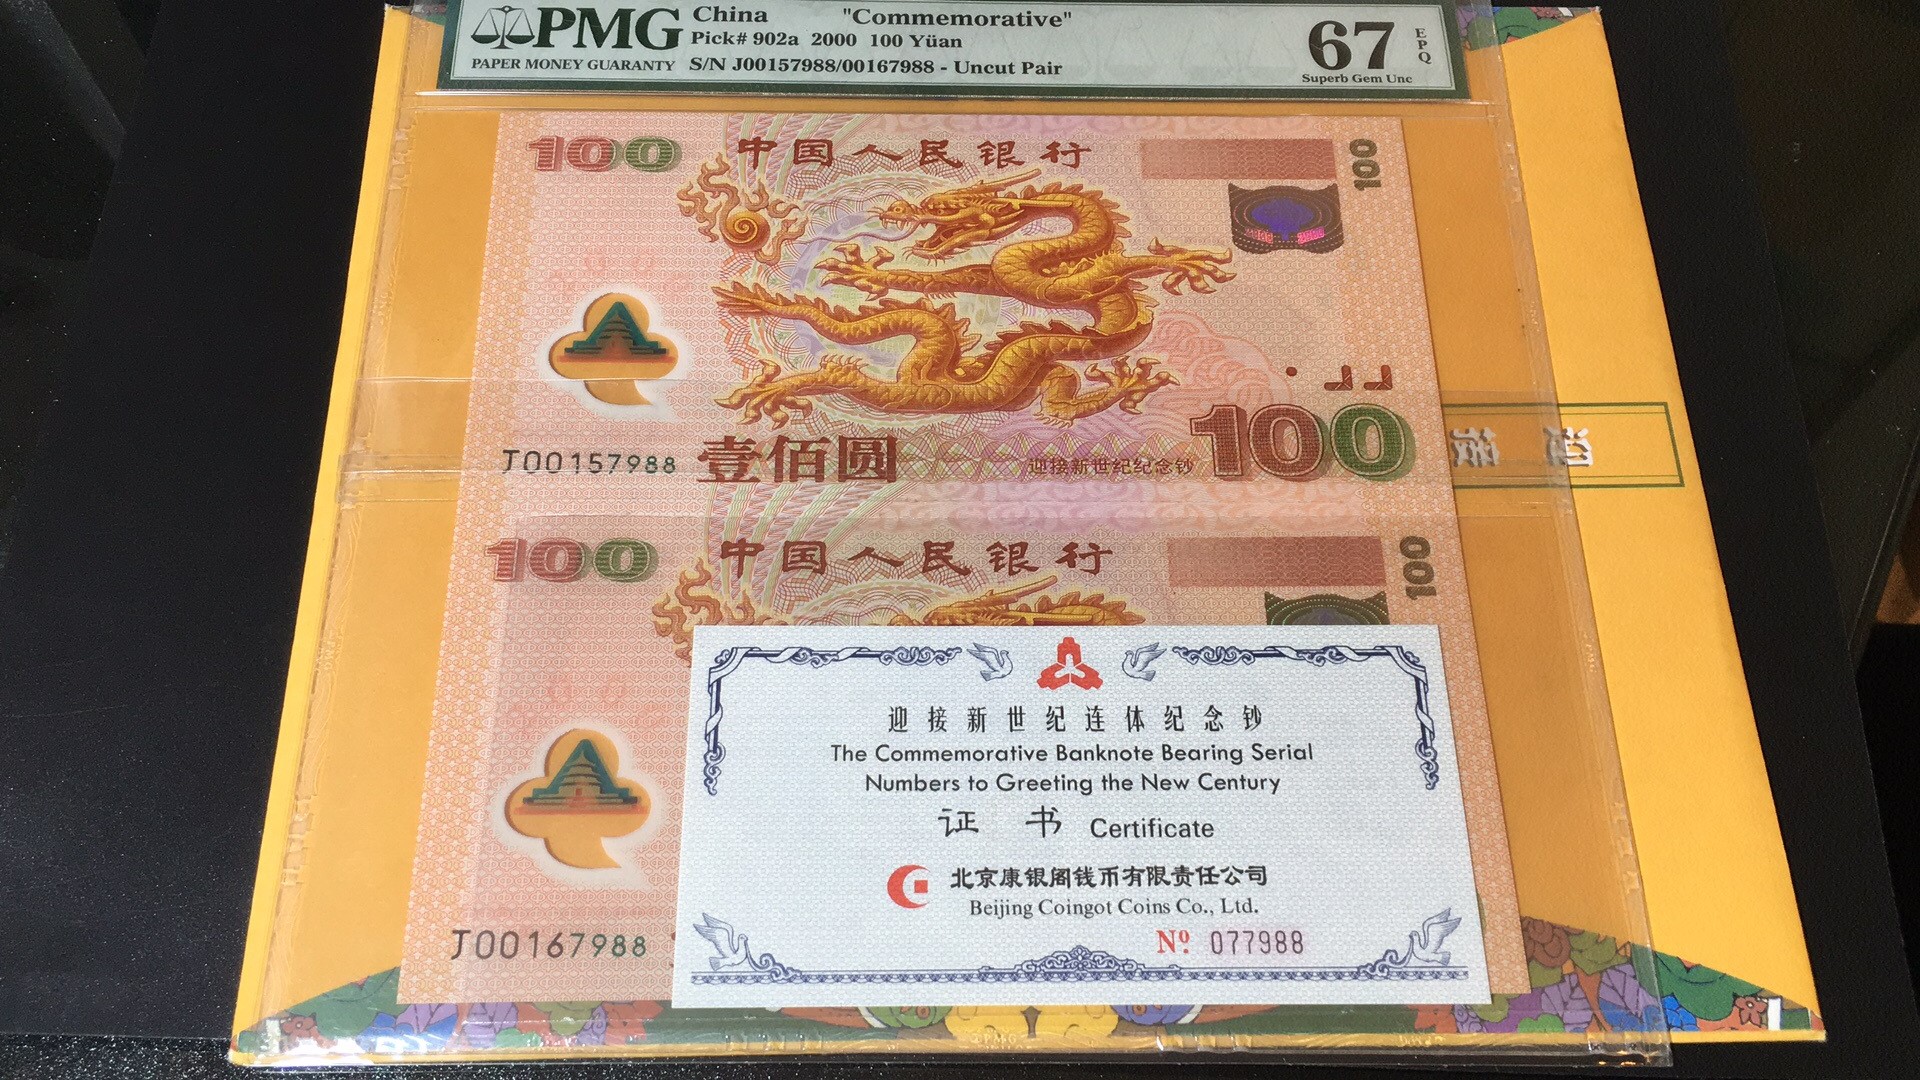 PMG
PAPER MONEY GUARANTY
China "Commemorative"
Pick# 902a 2000 100 Yüan
S/N J00157988/00167988 - Uncut Pair
67
EPQ
Superb Gem Unc
100 中国人民银行 100
J00157988 壹佰圆 迎接新世纪纪念钞 100
迎接
100 中国人民银行 100
J00167988
迎接新世纪连体纪念钞
The Commemorative Banknote Bearing Serial
Numbers to Greeting the New Century
证书 Certificate
北京康银阁钱币有限责任公司
Beijing Coingot Coins Co., Ltd.
Nº 077988